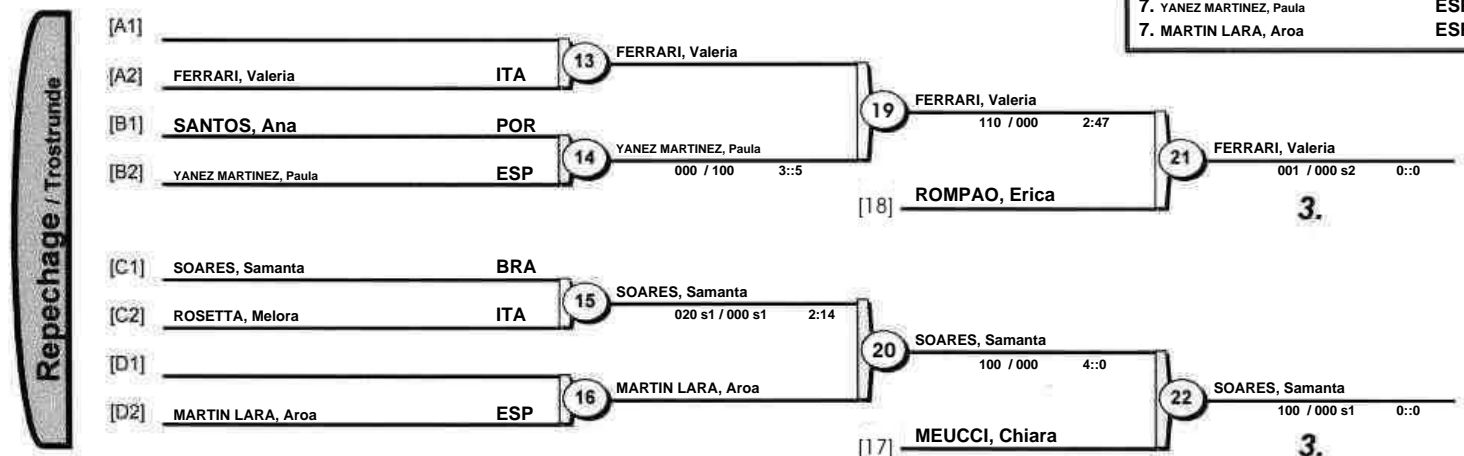 7. YANEZ MARTINEZ, Paula ESP
7. MARTIN LARA, Aroa ESP
Repechage / Trostrunde
[A1]
[A2] FERRARI, Valeria ITA
13 FERRARI, Valeria
[B1] SANTOS, Ana POR
[B2] YANEZ MARTINEZ, Paula ESP
14 YANEZ MARTINEZ, Paula
000 / 100 3::5
19 FERRARI, Valeria
110 / 000 2:47
[18] ROMPAO, Erica
21 FERRARI, Valeria
001 / 000 s2 0::0
3.
[C1] SOARES, Samanta BRA
[C2] ROSETTA, Melora ITA
15 SOARES, Samanta
020 s1 / 000 s1 2:14
[D1]
[D2] MARTIN LARA, Aroa ESP
16 MARTIN LARA, Aroa
20 SOARES, Samanta
100 / 000 4::0
[17] MEUCCI, Chiara
22 SOARES, Samanta
100 / 000 s1 0::0
3.